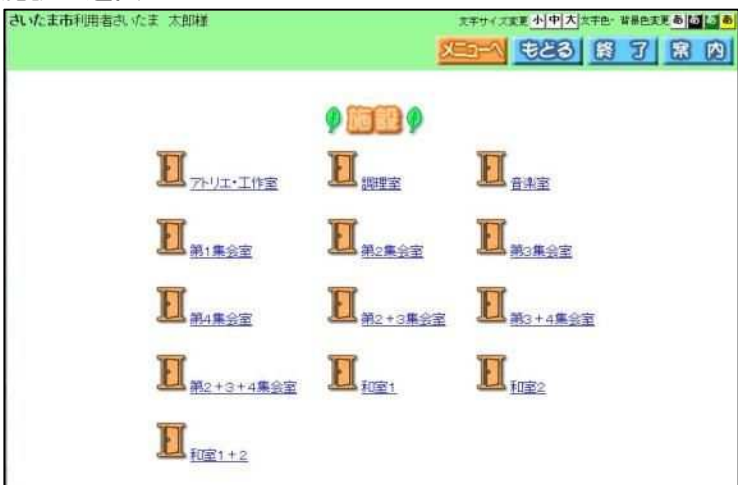 さいたま市利用者さいたま 太郎様
文字サイズ変更 小 中 大 文字色・背景色変更 あ あ あ あ
メニューへ もどる 終了 案内
施設
アトリエ・工作室 調理室 音楽室
第1集会室 第2集会室 第3集会室
第4集会室 第2+3集会室 第3+4集会室
第2+3+4集会室 和室1 和室2
和室1+2